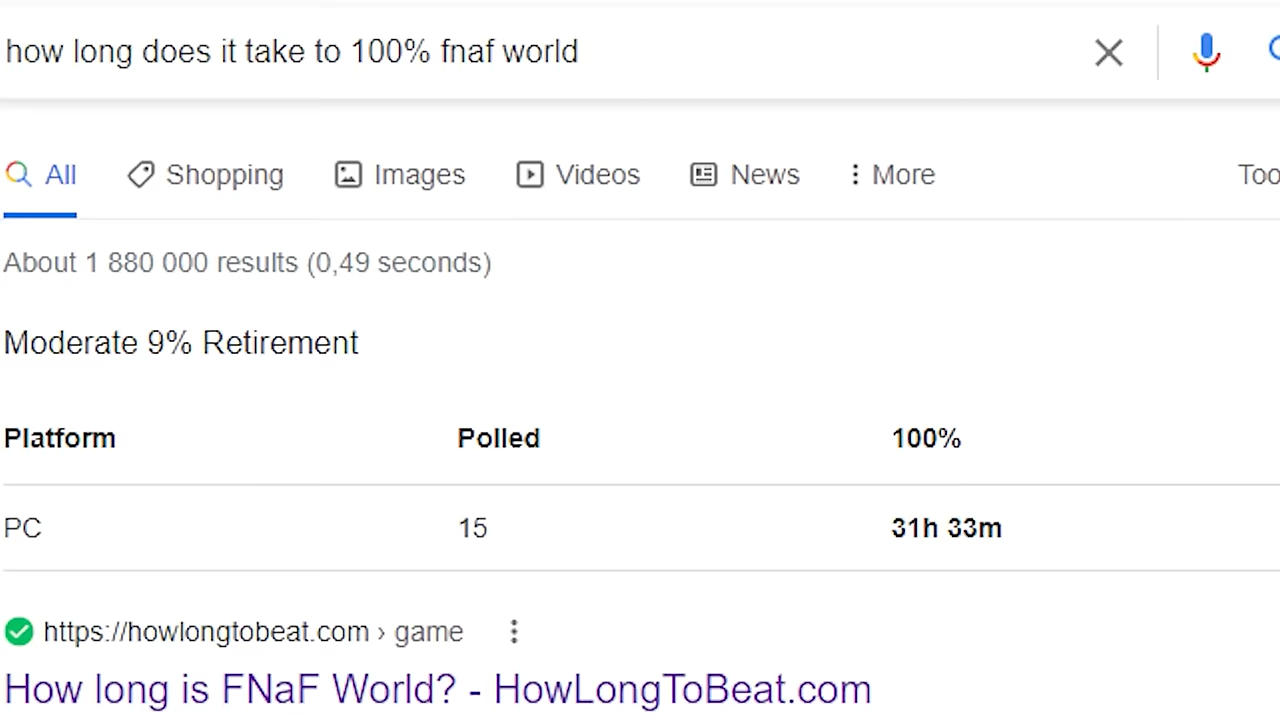 how long does it take to 100% fnaf world
All Shopping Images Videos News More
About 1 880 000 results (0,49 seconds)
Moderate 9% Retirement
Platform Polled 100%
PC 15 31h 33m
https://howlongtobeat.com › game
How long is FNaF World? - HowLongToBeat.com